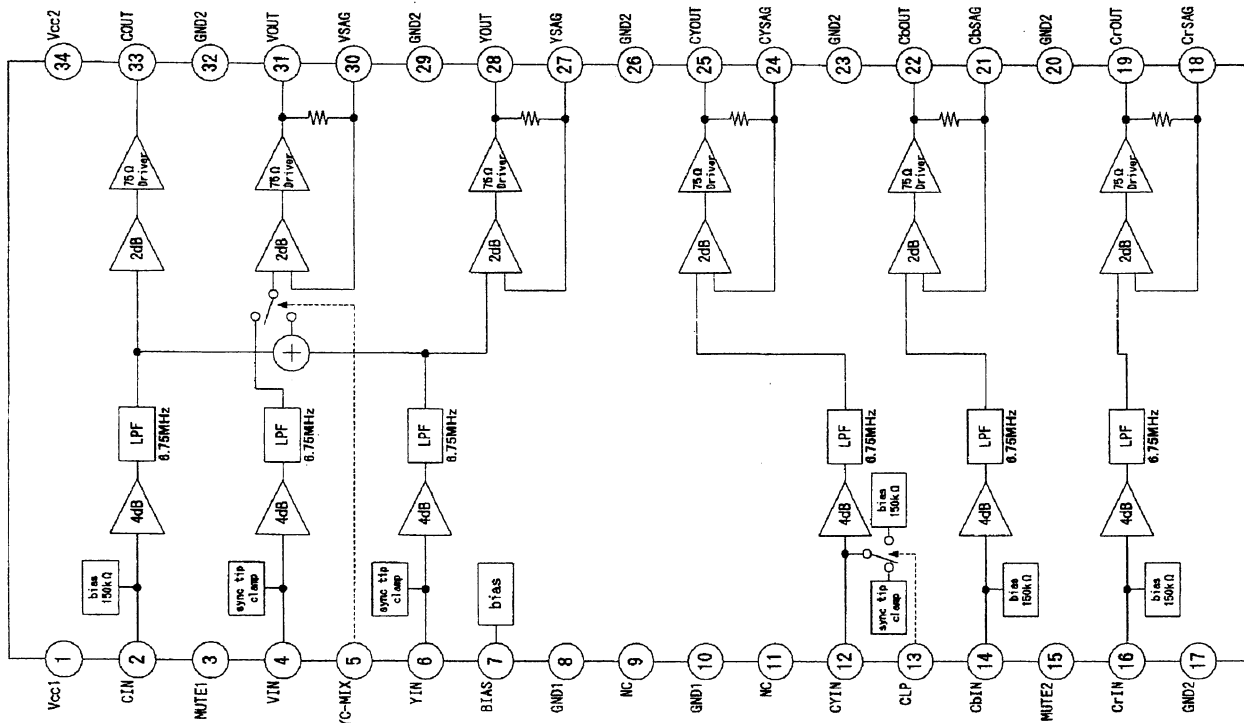 Vcc2
COUT
GND2
VOUT
VSAG
GND2
YOUT
YSAG
GND2
CYOUT
CYSAG
GND2
CbOUT
CbSAG
GND2
CrOUT
CrSAG
34
33
32
31
30
29
28
27
26
25
24
23
22
21
20
19
18
75Ω
Driver
75Ω
Driver
75Ω
Driver
75Ω
Driver
75Ω
Driver
75Ω
Driver
2dB
2dB
2dB
2dB
2dB
2dB
+
LPF
6.75MHz
LPF
6.75MHz
LPF
6.75MHz
LPF
6.75MHz
LPF
6.75MHz
LPF
6.75MHz
4dB
4dB
4dB
4dB
4dB
4dB
bias
150kΩ
sync tip
clamp
sync tip
clamp
bias
sync tip
clamp
bias
150kΩ
bias
150kΩ
bias
150kΩ
1
2
3
4
5
6
7
8
9
10
11
12
13
14
15
16
17
Vcc1
CIN
MUTE1
VIN
YC-MIX
YIN
BIAS
GND1
NC
GND1
NC
CYIN
CLP
CbIN
MUTE2
CrIN
GND2